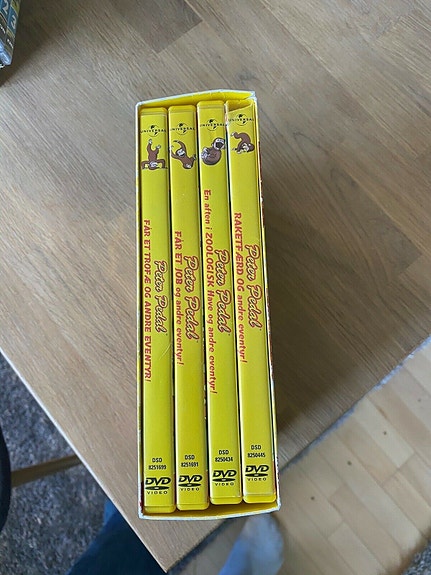 UNIVERSAL
Peter Pedal
FÅR ET TROFÆ OG ANDRE EVENTYR!
DSD
8251699
DVD
VIDEO
UNIVERSAL
Peter Pedal
FÅR ET JOB og andre eventyr!
DSD
8251691
DVD
VIDEO
UNIVERSAL
Peter Pedal
En aften i ZOOLOGISK Have og andre eventyr!
DSD
8250434
DVD
VIDEO
UNIVERSAL
Peter Pedal
RAKETFÆRD OG andre eventyr!
DSD
8250445
DVD
VIDEO